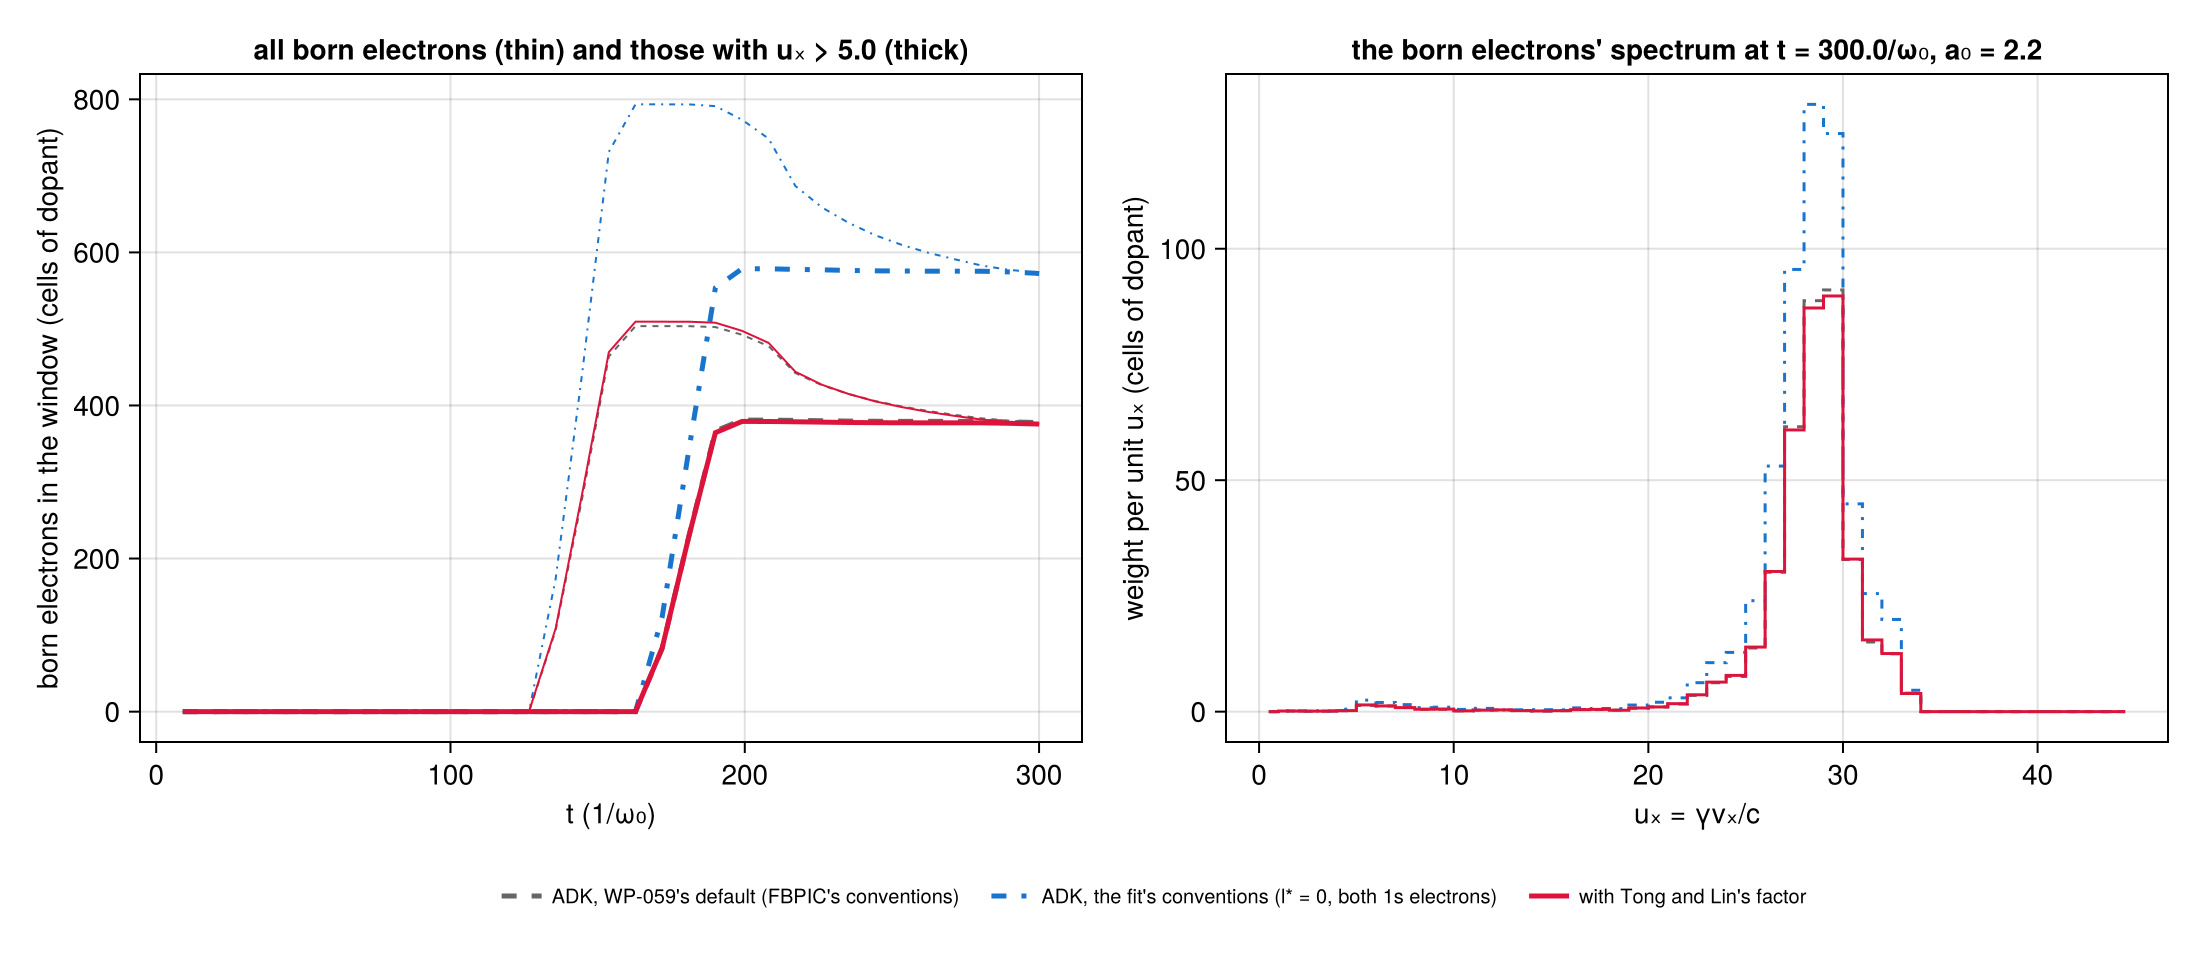 all born electrons (thin) and those with uₓ > 5.0 (thick)
born electrons in the window (cells of dopant)
800
600
400
200
0
0 100 200 300
t (1/ω₀)
the born electrons' spectrum at t = 300.0/ω₀, a₀ = 2.2
weight per unit uₓ (cells of dopant)
100
50
0
0 10 20 30 40
uₓ = γvₓ/c
ADK, WP-059's default (FBPIC's conventions) ADK, the fit's conventions (l* = 0, both 1s electrons) with Tong and Lin's factor